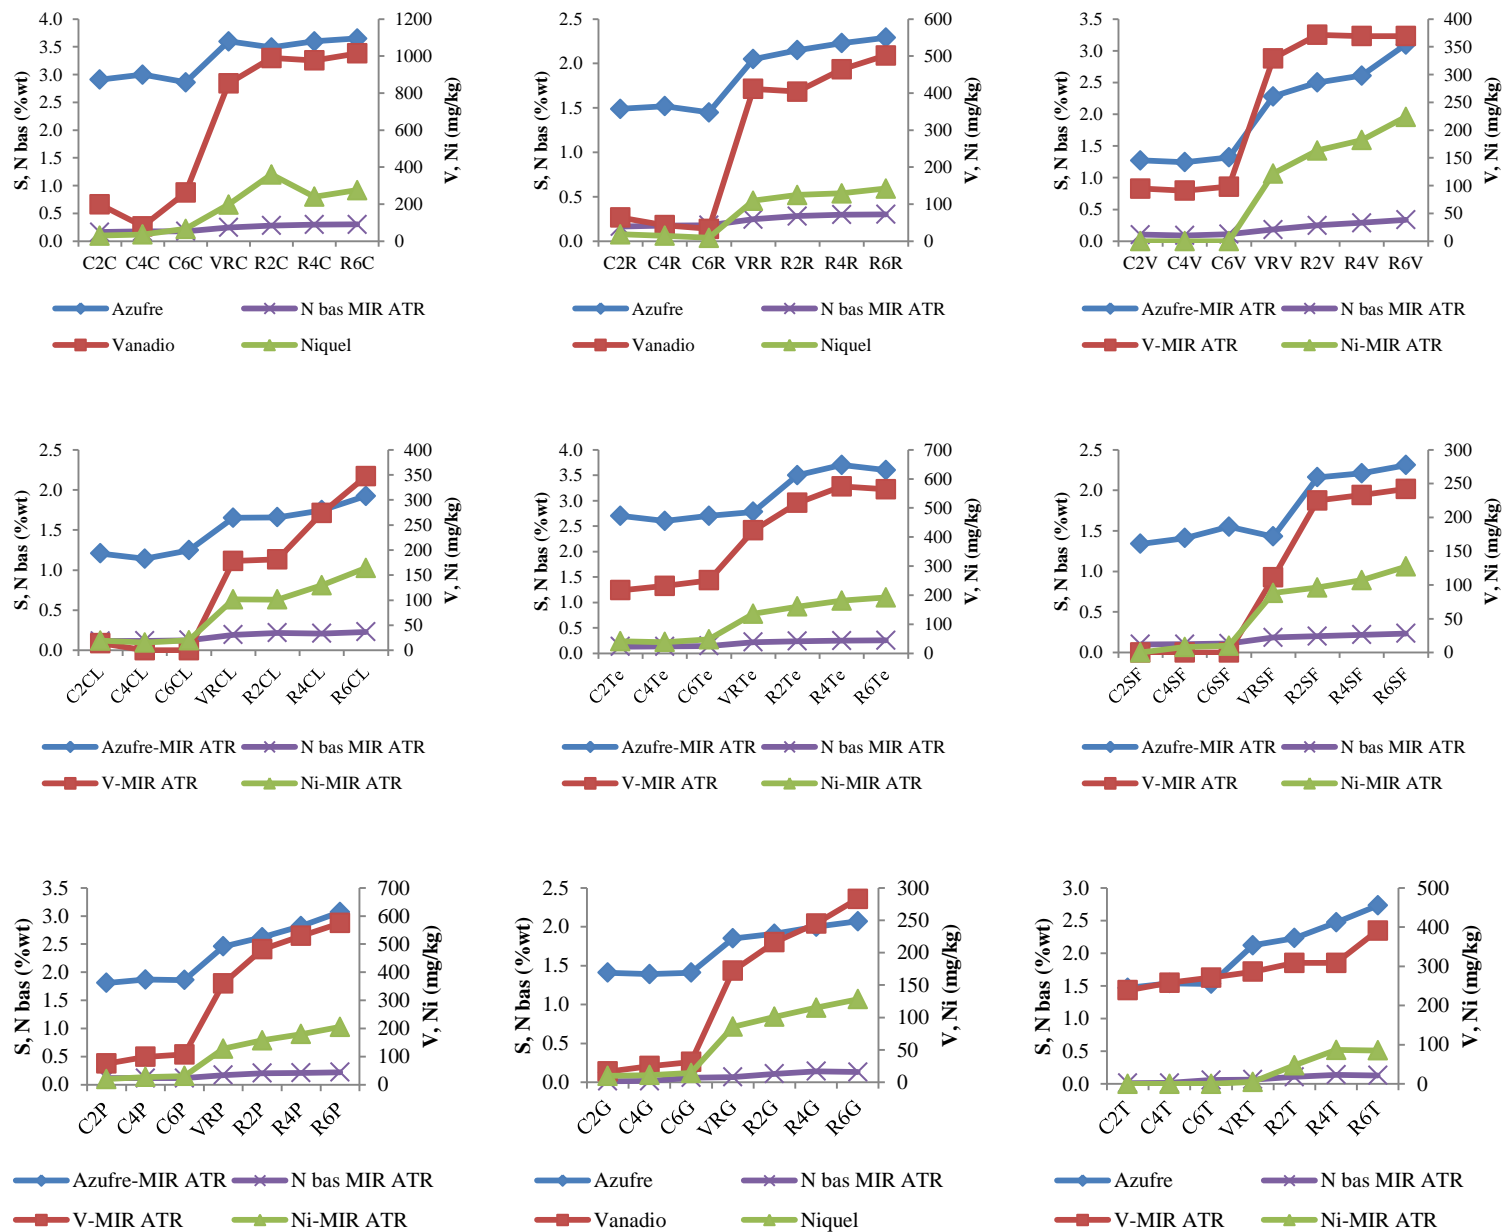 S, N bas (%wt)
4.0
3.5
3.0
2.5
2.0
1.5
1.0
0.5
0.0
1200
1000
800
600
400
200
0
V, Ni (mg/kg)
C2C C4C C6C VRC R2C R4C R6C
Azufre N bas MIR ATR
Vanadio Niquel
S, N bas (%wt)
2.5
2.0
1.5
1.0
0.5
0.0
600
500
400
300
200
100
0
V, Ni (mg/kg)
C2R C4R C6R VRR R2R R4R R6R
Azufre N bas MIR ATR
Vanadio Niquel
S, N bas (%wt)
3.5
3.0
2.5
2.0
1.5
1.0
0.5
0.0
400
350
300
250
200
150
100
50
0
V, Ni (mg/kg)
C2V C4V C6V VRV R2V R4V R6V
Azufre-MIR ATR N bas MIR ATR
V-MIR ATR Ni-MIR ATR
S, N bas (%wt)
2.5
2.0
1.5
1.0
0.5
0.0
400
350
300
250
200
150
100
50
0
V, Ni (mg/kg)
C2CL C4CL C6CL VRCL R2CL R4CL R6CL
Azufre-MIR ATR N bas MIR ATR
V-MIR ATR Ni-MIR ATR
S, N bas (%wt)
4.0
3.5
3.0
2.5
2.0
1.5
1.0
0.5
0.0
700
600
500
400
300
200
100
0
V, Ni (mg/kg)
C2Te C4Te C6Te VRTe R2Te R4Te R6Te
Azufre-MIR ATR N bas MIR ATR
V-MIR ATR Ni-MIR ATR
S, N bas (%wt)
2.5
2.0
1.5
1.0
0.5
0.0
300
250
200
150
100
50
0
V, Ni (mg/kg)
C2SF C4SF C6SF VRSF R2SF R4SF R6SF
Azufre-MIR ATR N bas MIR ATR
V-MIR ATR Ni-MIR ATR
S, N bas (%wt)
3.5
3.0
2.5
2.0
1.5
1.0
0.5
0.0
700
600
500
400
300
200
100
0
V, Ni (mg/kg)
C2P C4P C6P VRP R2P R4P R6P
Azufre-MIR ATR N bas MIR ATR
V-MIR ATR Ni-MIR ATR
S, N bas (%wt)
2.5
2.0
1.5
1.0
0.5
0.0
300
250
200
150
100
50
0
V, Ni (mg/kg)
C2G C4G C6G VRG R2G R4G R6G
Azufre N bas MIR ATR
Vanadio Niquel
S, N bas (%wt)
3.0
2.5
2.0
1.5
1.0
0.5
0.0
500
400
300
200
100
0
V, Ni (mg/kg)
C2T C4T C6T VRT R2T R4T R6T
Azufre N bas MIR ATR
V-MIR ATR Ni-MIR ATR